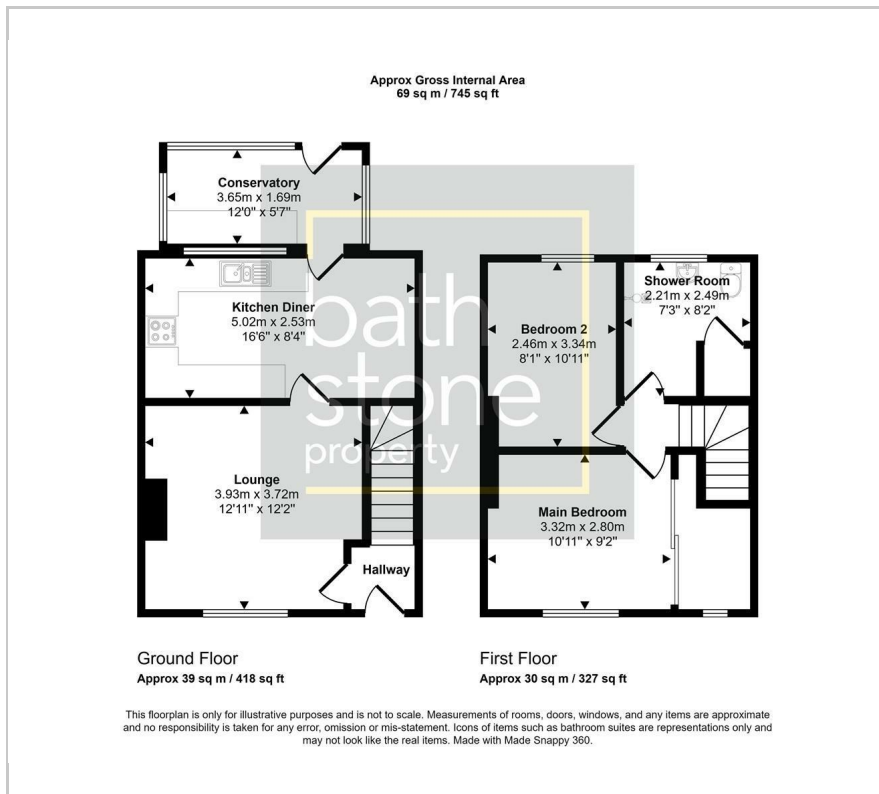 Approx Gross Internal Area
69 sq m / 745 sq ft
Conservatory
3.65m x 1.69m
12'0" x 5'7"
Kitchen Diner
5.02m x 2.53m
16'6" x 8'4"
Lounge
3.93m x 3.72m
12'11" x 12'2"
Hallway
Ground Floor
Approx 39 sq m / 418 sq ft
Shower Room
2.21m x 2.49m
7'3" x 8'2"
Bedroom 2
2.46m x 3.34m
8'1" x 10'11"
Main Bedroom
3.32m x 2.80m
10'11" x 9'2"
First Floor
Approx 30 sq m / 327 sq ft
bath
stone
property
This floorplan is only for illustrative purposes and is not to scale. Measurements of rooms, doors, windows, and any items are approximate
and no responsibility is taken for any error, omission or mis-statement. Icons of items such as bathroom suites are representations only and
may not look like the real items. Made with Made Snappy 360.